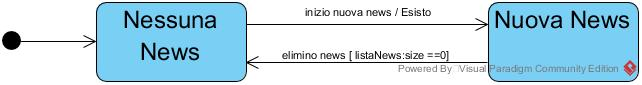 Nessuna
News
inizio nuova news / Esisto
Nuova News
elimino news [ listaNews:size ==0]
Powered By Visual Paradigm Community Edition